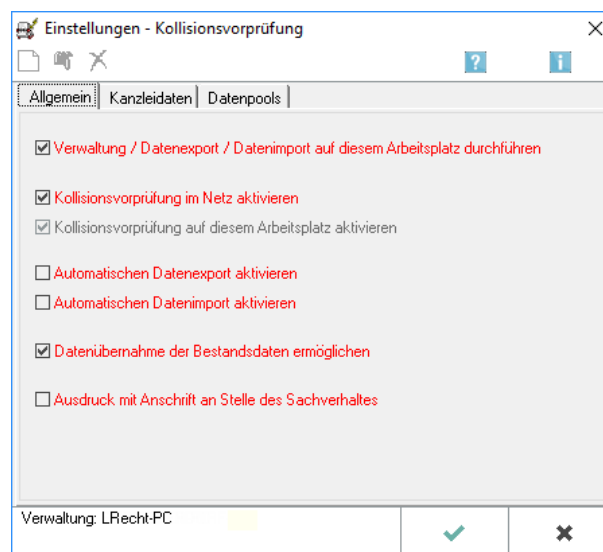 Einstellungen - Kollisionsvorprüfung
?
i
Allgemein Kanzleidaten Datenpools
Verwaltung / Datenexport / Datenimport auf diesem Arbeitsplatz durchführen
Kollisionsvorprüfung im Netz aktivieren
Kollisionsvorprüfung auf diesem Arbeitsplatz aktivieren
Automatischen Datenexport aktivieren
Automatischen Datenimport aktivieren
Datenübernahme der Bestandsdaten ermöglichen
Ausdruck mit Anschrift an Stelle des Sachverhaltes
Verwaltung: LRecht-PC